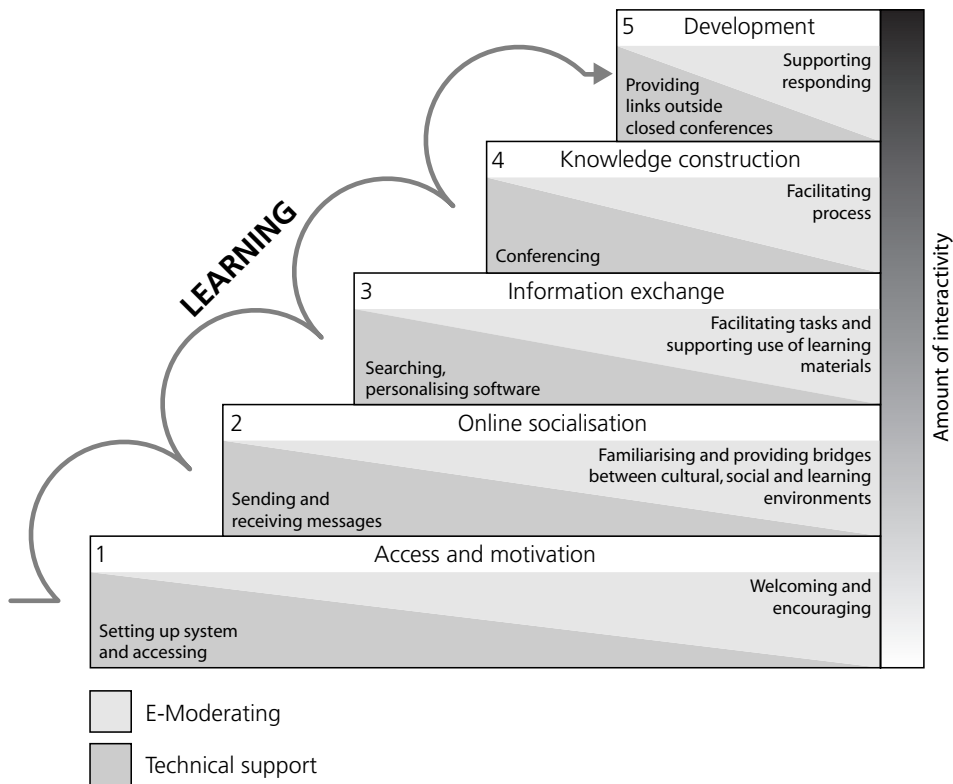 5 Development
Supporting
responding
Providing
links outside
closed conferences
4 Knowledge construction
Facilitating
process
Conferencing
LEARNING
3 Information exchange
Facilitating tasks and
supporting use of learning
materials
Searching,
personalising software
2 Online socialisation
Familiarising and providing bridges
between cultural, social and learning
environments
Sending and
receiving messages
1 Access and motivation
Welcoming and
encouraging
Setting up system
and accessing
Amount of interactivity
E-Moderating
Technical support